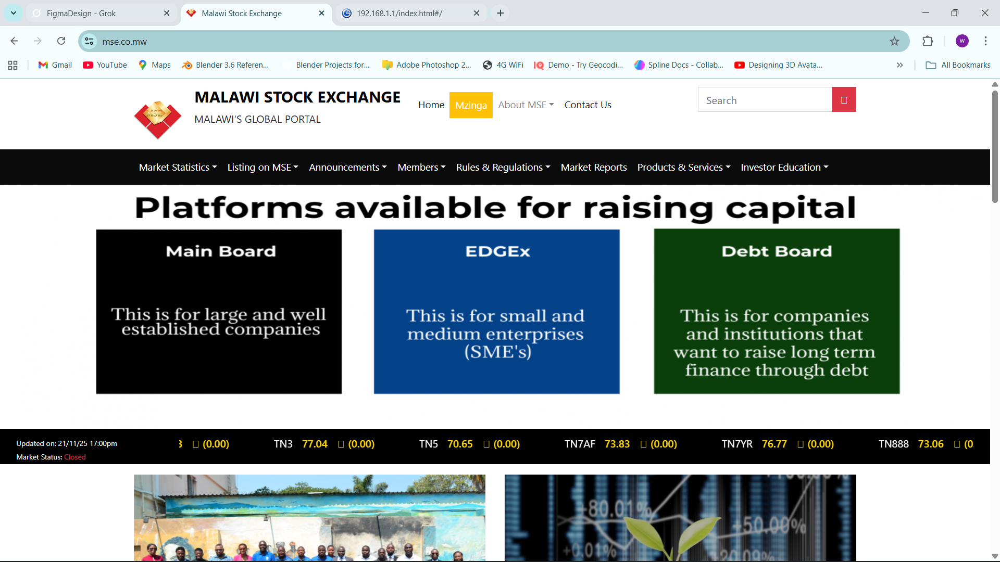 FigmaDesign - Grok
Malawi Stock Exchange
192.168.1.1/index.html#/
mse.co.mw
W
Gmail
YouTube
Maps
Blender 3.6 Referen...
Blender Projects for...
Adobe Photoshop 2...
4G WiFi
Demo - Try Geocodi...
Spline Docs - Collab...
Designing 3D Avata...
All Bookmarks
MSE
MALAWI STOCK EXCHANGE
MALAWI'S GLOBAL PORTAL
Home
Mzinga
About MSE
Contact Us
Search
Market Statistics
Listing on MSE
Announcements
Members
Rules & Regulations
Market Reports
Products & Services
Investor Education
Platforms available for raising capital
Main Board
This is for large and well
established companies
EDGEx
This is for small and
medium enterprises
(SME's)
Debt Board
This is for companies
and institutions that
want to raise long term
finance through debt
Updated on: 21/11/25 17:00pm
Market Status: Closed
(0.00)
TN3 77.04 (0.00)
TN5 70.65 (0.00)
TN7AF 73.83 (0.00)
TN7YR 76.77 (0.00)
TN888 73.06 (0.
+80.01%
+50.00%
+0.01%